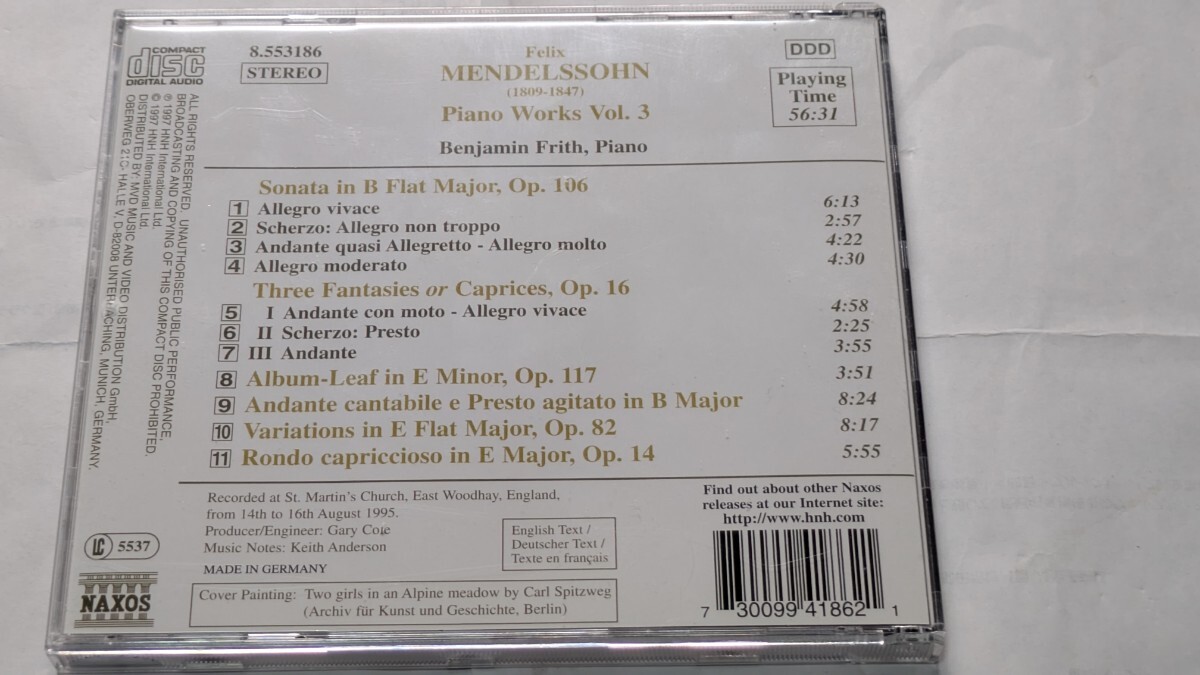 COMPACT
disc
DIGITAL AUDIO
8.553186
STEREO
Felix
MENDELSSOHN
(1809-1847)
Piano Works Vol. 3
Benjamin Frith, Piano
DDD
Playing
Time
56:31
Sonata in B Flat Major, Op. 106
1 Allegro vivace 6:13
2 Scherzo: Allegro non troppo 2:57
3 Andante quasi Allegretto - Allegro molto 4:22
4 Allegro moderato 4:30
Three Fantasies or Caprices, Op. 16
5 I Andante con moto - Allegro vivace 4:58
6 II Scherzo: Presto 2:25
7 III Andante 3:55
8 Album-Leaf in E Minor, Op. 117 3:51
9 Andante cantabile e Presto agitato in B Major 8:24
10 Variations in E Flat Major, Op. 82 8:17
11 Rondo capriccioso in E Major, Op. 14 5:55
Recorded at St. Martin's Church, East Woodhay, England,
from 14th to 16th August 1995.
Producer/Engineer: Gary Cole
Music Notes: Keith Anderson
MADE IN GERMANY
English Text /
Deutscher Text /
Texte en français
Cover Painting: Two girls in an Alpine meadow by Carl Spitzweg
(Archiv für Kunst und Geschichte, Berlin)
Find out about other Naxos
releases at our Internet site:
http://www.hnh.com
7 30099 41862 1
LC 5537
NAXOS
ALL RIGHTS RESERVED. UNAUTHORISED PUBLIC PERFORMANCE,
BROADCASTING AND COPYING OF THIS COMPACT DISC PROHIBITED.
℗ 1997 HNH International Ltd.
© 1997 HNH International Ltd.
DISTRIBUTED BY: MVD MUSIC AND VIDEO DISTRIBUTION GmbH,
OBERWEG 21C- HALLE V, D-82008 UNTERHACHING, MUNICH, GERMANY.